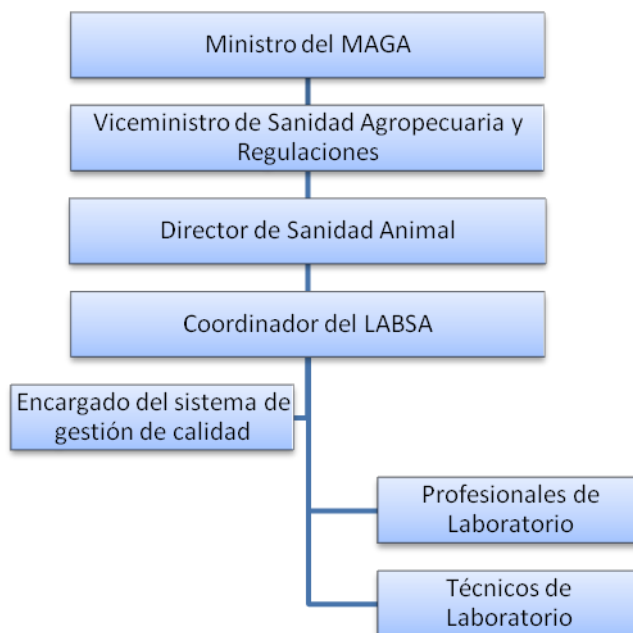 Ministro del MAGA
Viceministro de Sanidad Agropecuaria y
Regulaciones
Director de Sanidad Animal
Coordinador del LABSA
Encargado del sistema de
gestión de calidad
Profesionales de
Laboratorio
Técnicos de
Laboratorio